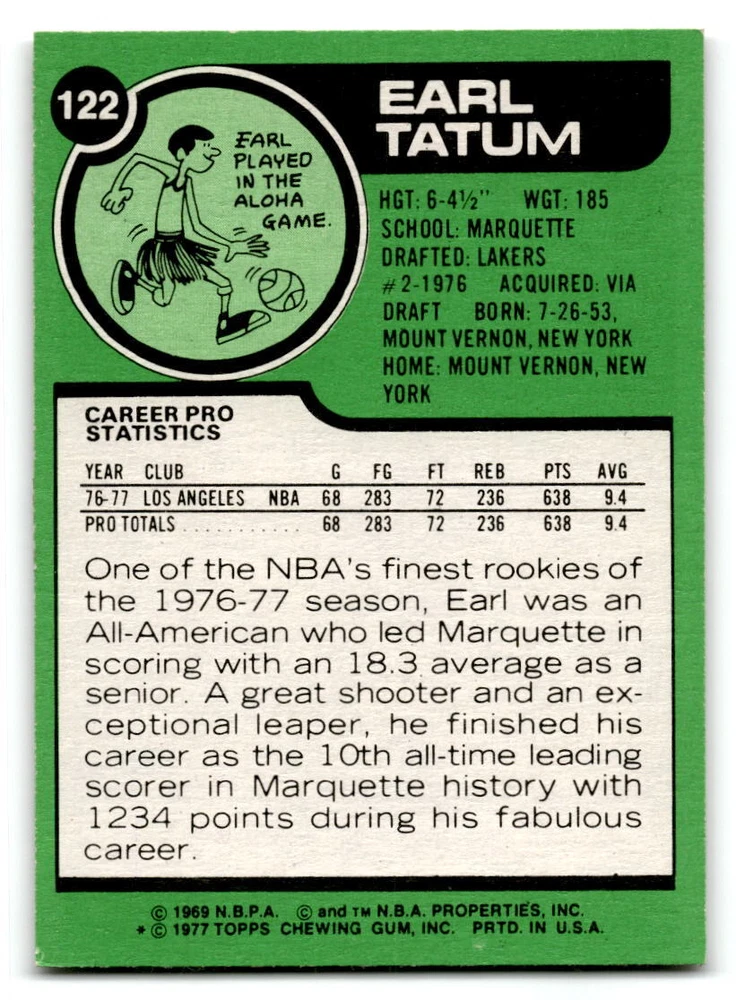 122
EARL
TATUM
EARL
PLAYED
IN THE
ALOHA
GAME.
HGT: 6-4½" WGT: 185
SCHOOL: MARQUETTE
DRAFTED: LAKERS
#2-1976 ACQUIRED: VIA
DRAFT BORN: 7-26-53,
MOUNT VERNON, NEW YORK
HOME: MOUNT VERNON, NEW
YORK
CAREER PRO
STATISTICS
YEAR CLUB G FG FT REB PTS AVG
76-77 LOS ANGELES NBA 68 283 72 236 638 9.4
PRO TOTALS . . . . . . . . . . . 68 283 72 236 638 9.4
One of the NBA's finest rookies of
the 1976-77 season, Earl was an
All-American who led Marquette in
scoring with an 18.3 average as a
senior. A great shooter and an ex-
ceptional leaper, he finished his
career as the 10th all-time leading
scorer in Marquette history with
1234 points during his fabulous
career.
© 1969 N.B.P.A. © and TM N.B.A. PROPERTIES, INC.
* © 1977 TOPPS CHEWING GUM, INC. PRTD. IN U.S.A.